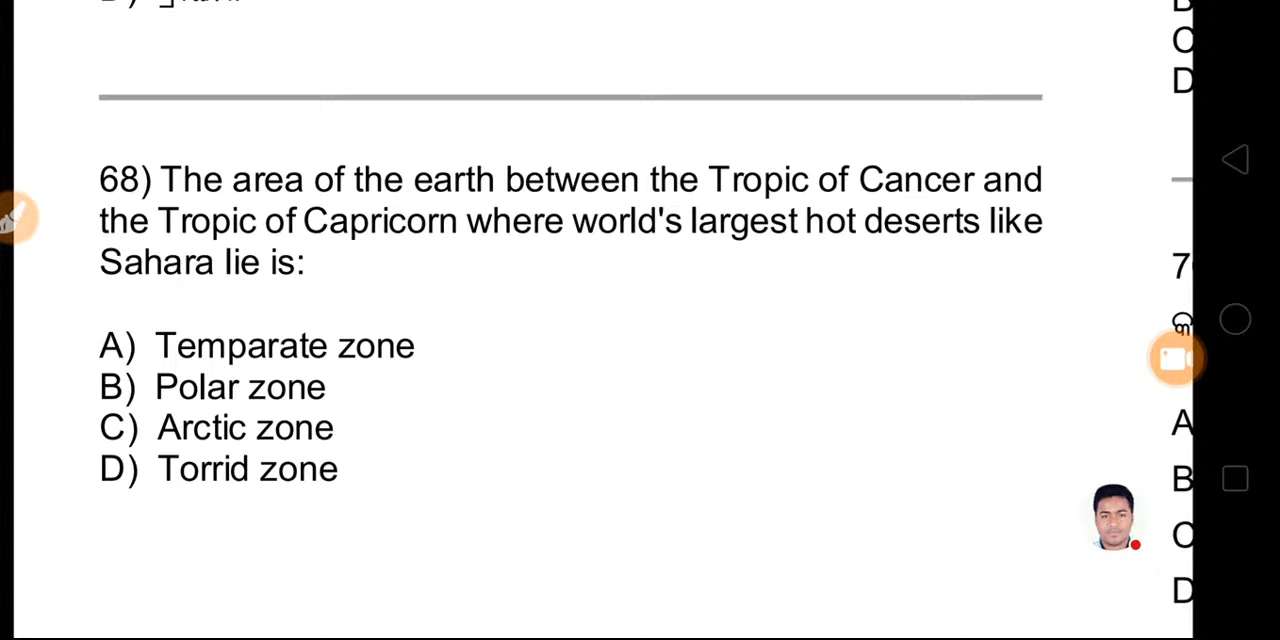 68) The area of the earth between the Tropic of Cancer and
the Tropic of Capricorn where world's largest hot deserts like
Sahara lie is:
A) Temparate zone
B) Polar zone
C) Arctic zone
D) Torrid zone
C
D
7
A
B
C
D